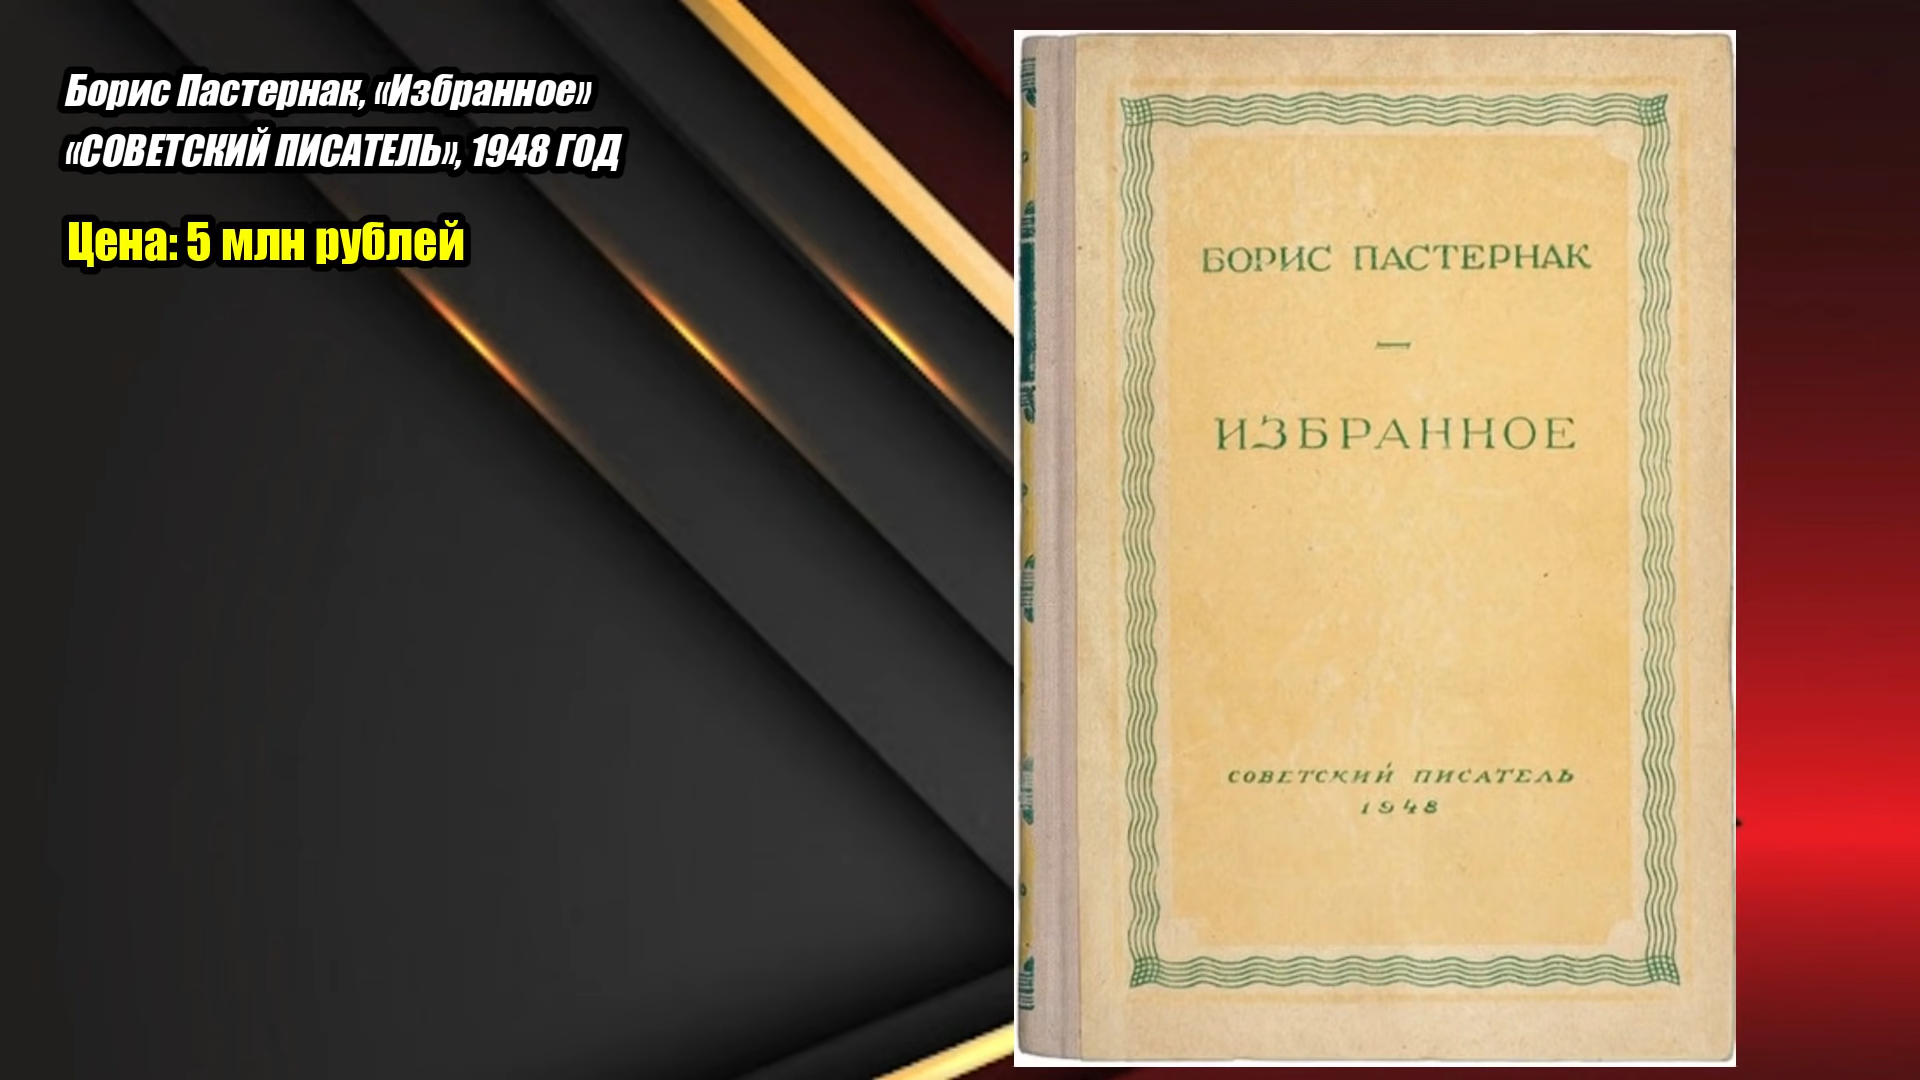 Борис Пастернак, «Избранное»
«СОВЕТСКИЙ ПИСАТЕЛЬ», 1948 ГОД
Цена: 5 млн рублей
БОРИС ПАСТЕРНАК
—
ИЗБРАННОЕ
СОВЕТСКИЙ ПИСАТЕЛЬ
1948